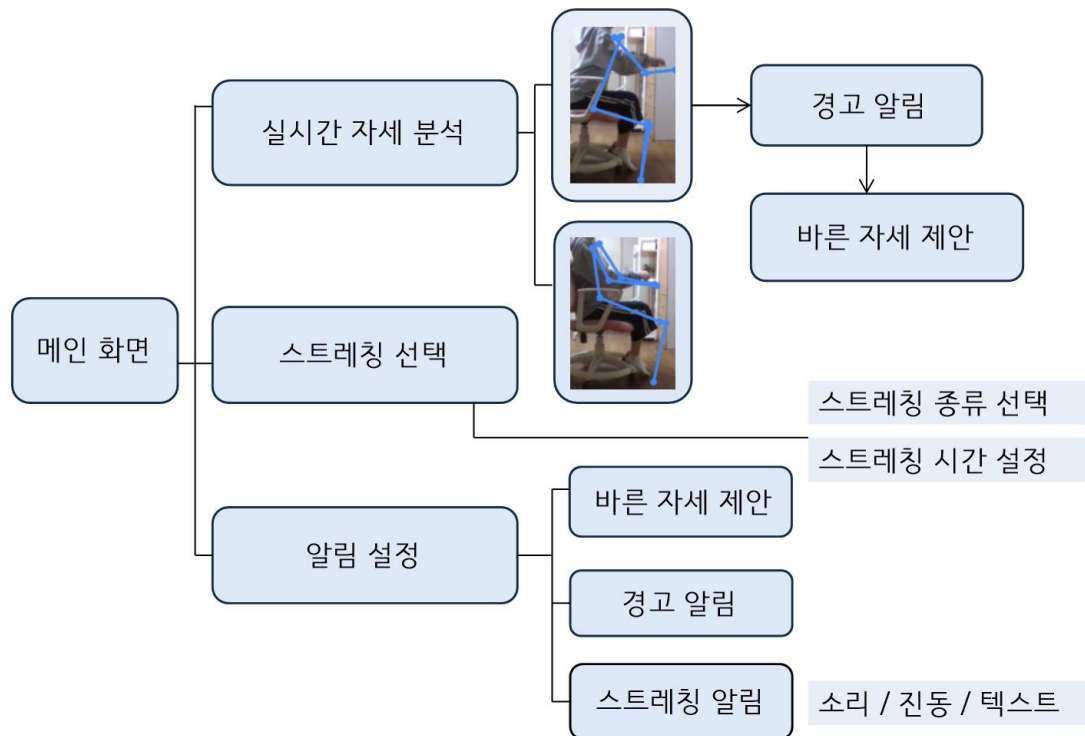 실시간 자세 분석
경고 알림
바른 자세 제안
메인 화면
스트레칭 선택
스트레칭 종류 선택
스트레칭 시간 설정
바른 자세 제안
알림 설정
경고 알림
스트레칭 알림
소리 / 진동 / 텍스트